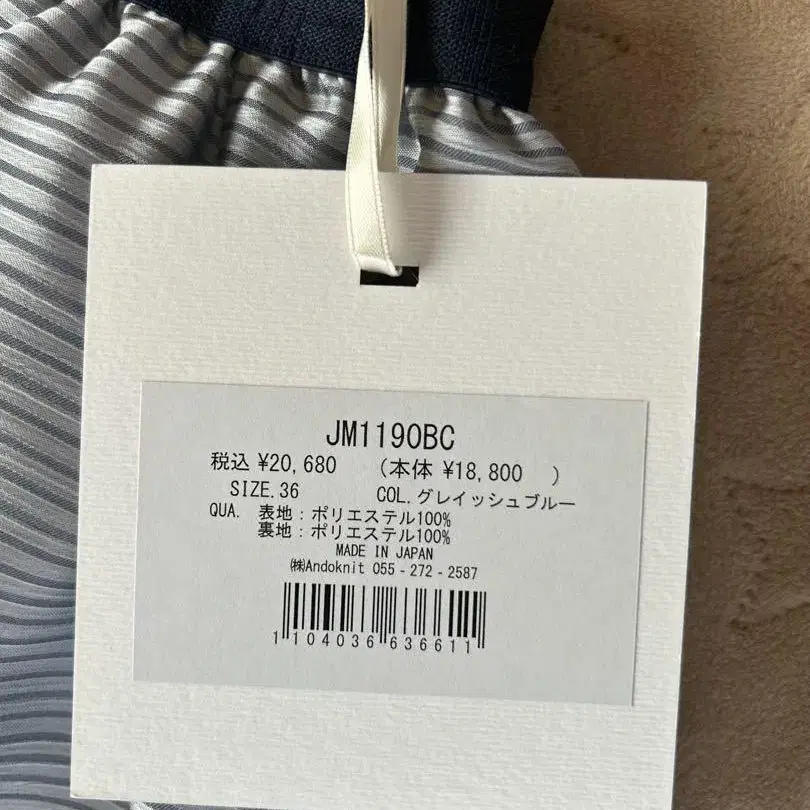 JM1190BC
税込 ¥20,680 (本体 ¥18,800 )
SIZE.36 COL.グレイッシュブルー
QUA. 表地:ポリエステル100%
裏地:ポリエステル100%
MADE IN JAPAN
㈱Andoknit 055-272-2587
1104036636611